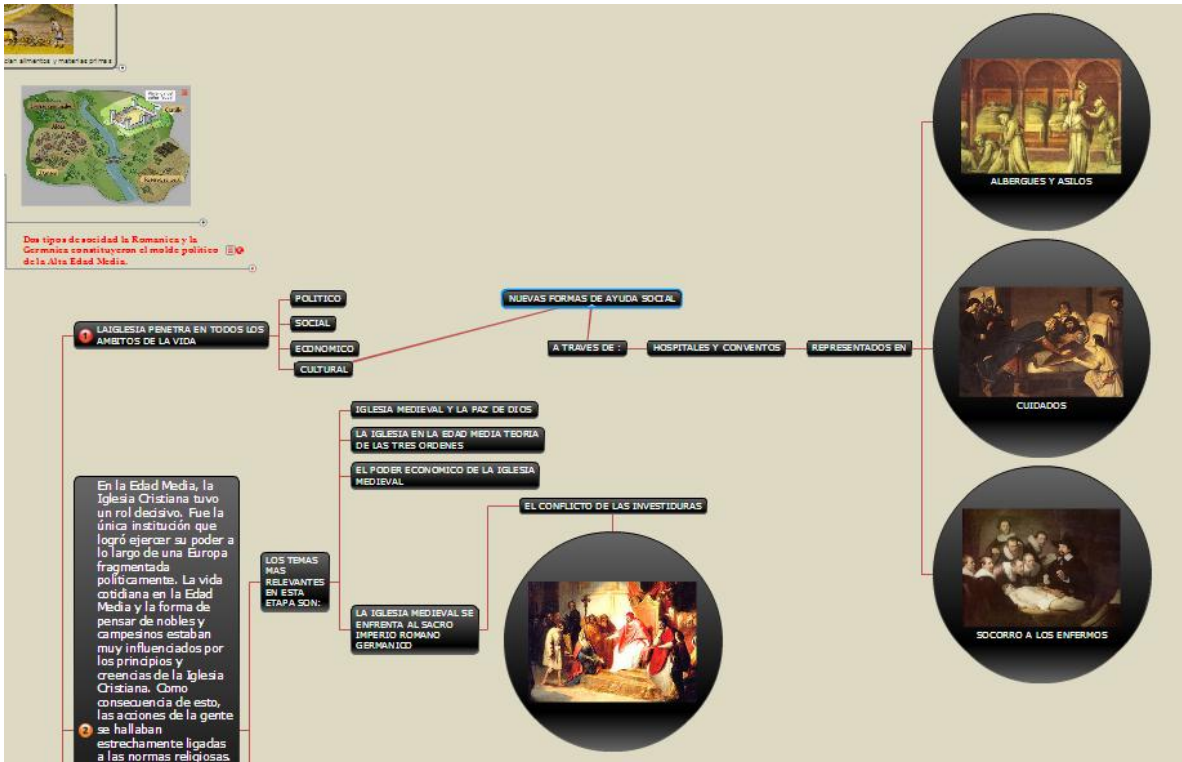 cian alimentos y materias primas
Dos tipos de socidad la Romanica y la
Germnica constituyeron el molde politico
de la Alta Edad Media.
1
LAIGLESIA PENETRA EN TODOS LOS
AMBITOS DE LA VIDA
POLITICO
SOCIAL
ECONOMICO
CULTURAL
NUEVAS FORMAS DE AYUDA SOCIAL
A TRAVES DE :
HOSPITALES Y CONVENTOS
REPRESENTADOS EN
ALBERGUES Y ASILOS
CUIDADOS
SOCORRO A LOS ENFERMOS
2
En la Edad Media, la
Iglesia Cristiana tuvo
un rol decisivo. Fue la
única institución que
logró ejercer su poder a
lo largo de una Europa
fragmentada
políticamente. La vida
cotidiana en la Edad
Media y la forma de
pensar de nobles y
campesinos estaban
muy influenciados por
los principios y
creencias de la Iglesia
Cristiana. Como
consecuencia de esto,
las acciones de la gente
se hallaban
estrechamente ligadas
a las normas religiosas.
LOS TEMAS
MAS
RELEVANTES
EN ESTA
ETAPA SON:
IGLESIA MEDIEVAL Y LA PAZ DE DIOS
LA IGLESIA EN LA EDAD MEDIA TEORIA
DE LAS TRES ORDENES
EL PODER ECONOMICO DE LA IGLESIA
MEDIEVAL
LA IGLESIA MEDIEVAL SE
ENFRENTA AL SACRO
IMPERIO ROMANO
GERMANICO
EL CONFLICTO DE LAS INVESTIDURAS